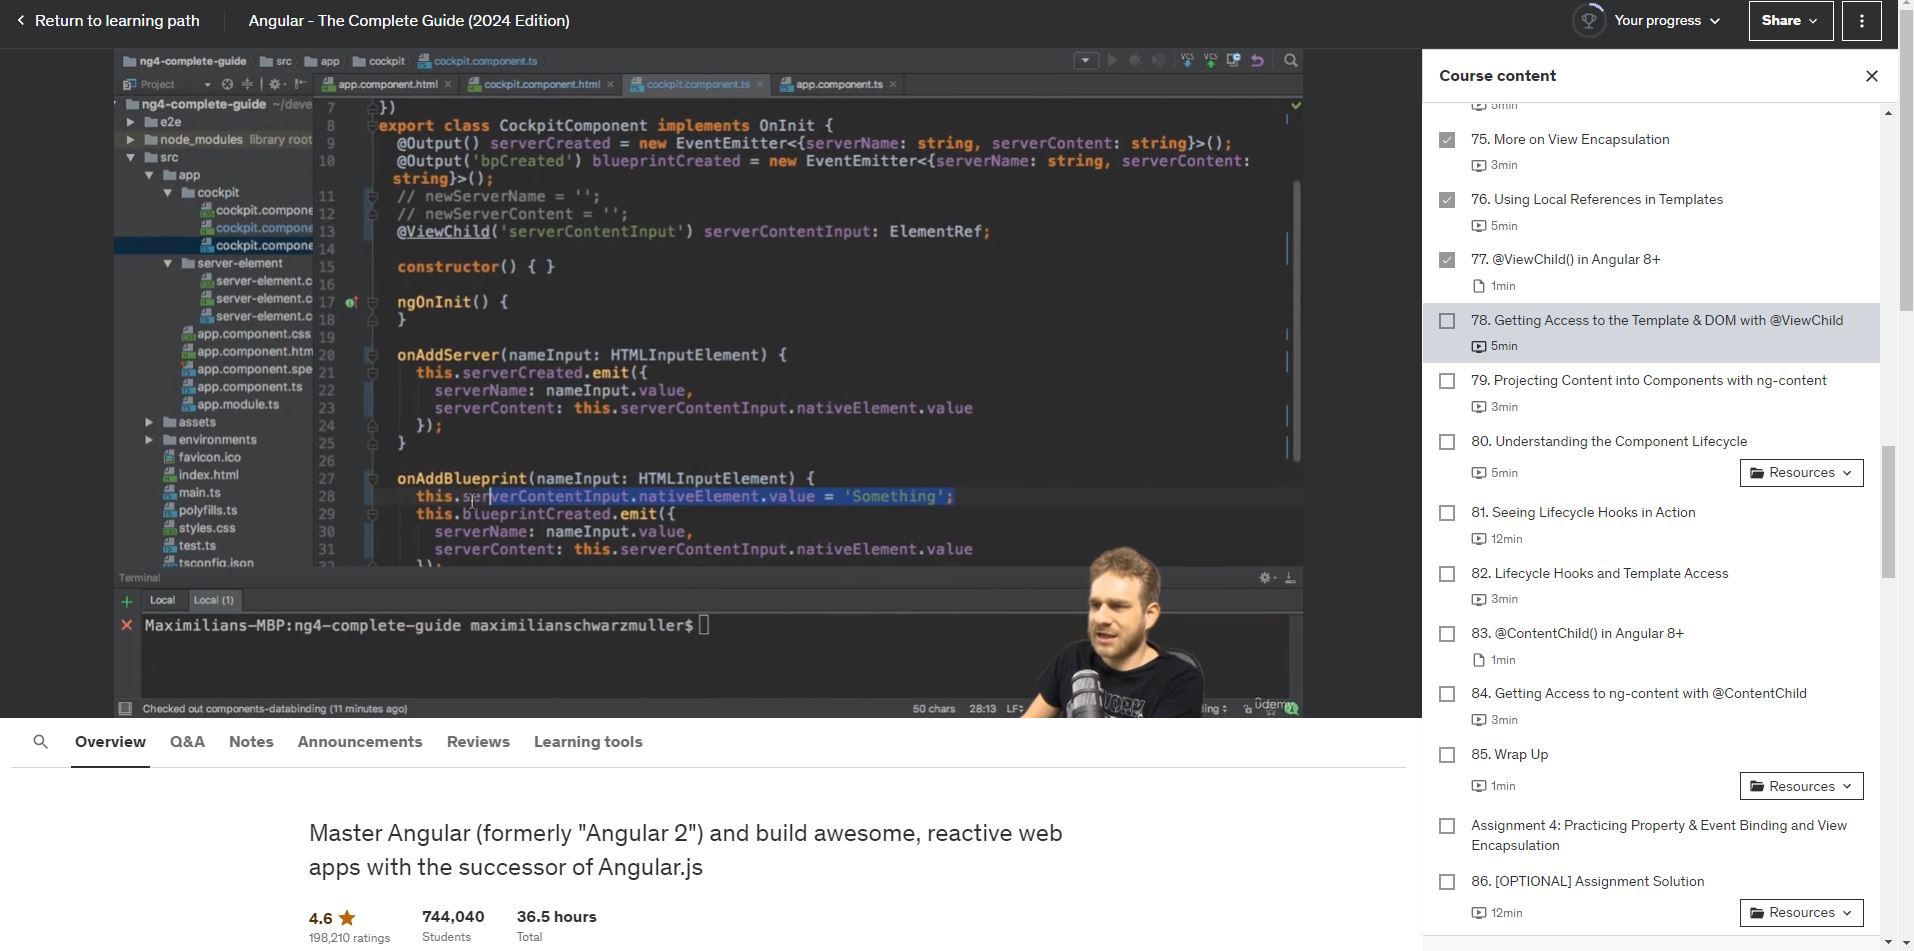 Return to learning path
Angular - The Complete Guide (2024 Edition)
Your progress
Share
ng4-complete-guide
src
app
cockpit
cockpit.component.ts
Project
app.component.html
cockpit.component.html
cockpit.component.ts
app.component.ts
ng4-complete-guide ~/deve
e2e
node_modules library root
src
app
cockpit
cockpit.compone
cockpit.compone
cockpit.compone
server-element
server-element.c
server-element.c
server-element.c
app.component.css
app.component.htm
app.component.spe
app.component.ts
app.module.ts
assets
environments
favicon.ico
index.html
main.ts
polyfills.ts
styles.css
test.ts
tsconfig.json
7 })
8 export class CockpitComponent implements OnInit {
9 @Output() serverCreated = new EventEmitter<{serverName: string, serverContent: string}>();
10 @Output('bpCreated') blueprintCreated = new EventEmitter<{serverName: string, serverContent:
string}>();
11 // newServerName = '';
12 // newServerContent = '';
13 @ViewChild('serverContentInput') serverContentInput: ElementRef;
14
15 constructor() { }
16
17 ngOnInit() {
18 }
19
20 onAddServer(nameInput: HTMLInputElement) {
21 this.serverCreated.emit({
22 serverName: nameInput.value,
23 serverContent: this.serverContentInput.nativeElement.value
24 });
25 }
26
27 onAddBlueprint(nameInput: HTMLInputElement) {
28 this.serverContentInput.nativeElement.value = 'Something';
29 this.blueprintCreated.emit({
30 serverName: nameInput.value,
31 serverContent: this.serverContentInput.nativeElement.value
32 });
Terminal
Local
Local (1)
Maximilians-MBP:ng4-complete-guide maximilianschwarzmuller$
Checked out components-databinding (11 minutes ago)
50 chars 28:13 LF÷
ding÷
ûdemy
Overview
Q&A
Notes
Announcements
Reviews
Learning tools
Master Angular (formerly "Angular 2") and build awesome, reactive web
apps with the successor of Angular.js
4.6
198,210 ratings
744,040
Students
36.5 hours
Total
Course content
5min
75. More on View Encapsulation
3min
76. Using Local References in Templates
5min
77. @ViewChild() in Angular 8+
1min
78. Getting Access to the Template & DOM with @ViewChild
5min
79. Projecting Content into Components with ng-content
3min
80. Understanding the Component Lifecycle
5min
Resources
81. Seeing Lifecycle Hooks in Action
12min
82. Lifecycle Hooks and Template Access
3min
83. @ContentChild() in Angular 8+
1min
84. Getting Access to ng-content with @ContentChild
3min
85. Wrap Up
1min
Resources
Assignment 4: Practicing Property & Event Binding and View
Encapsulation
86. [OPTIONAL] Assignment Solution
12min
Resources